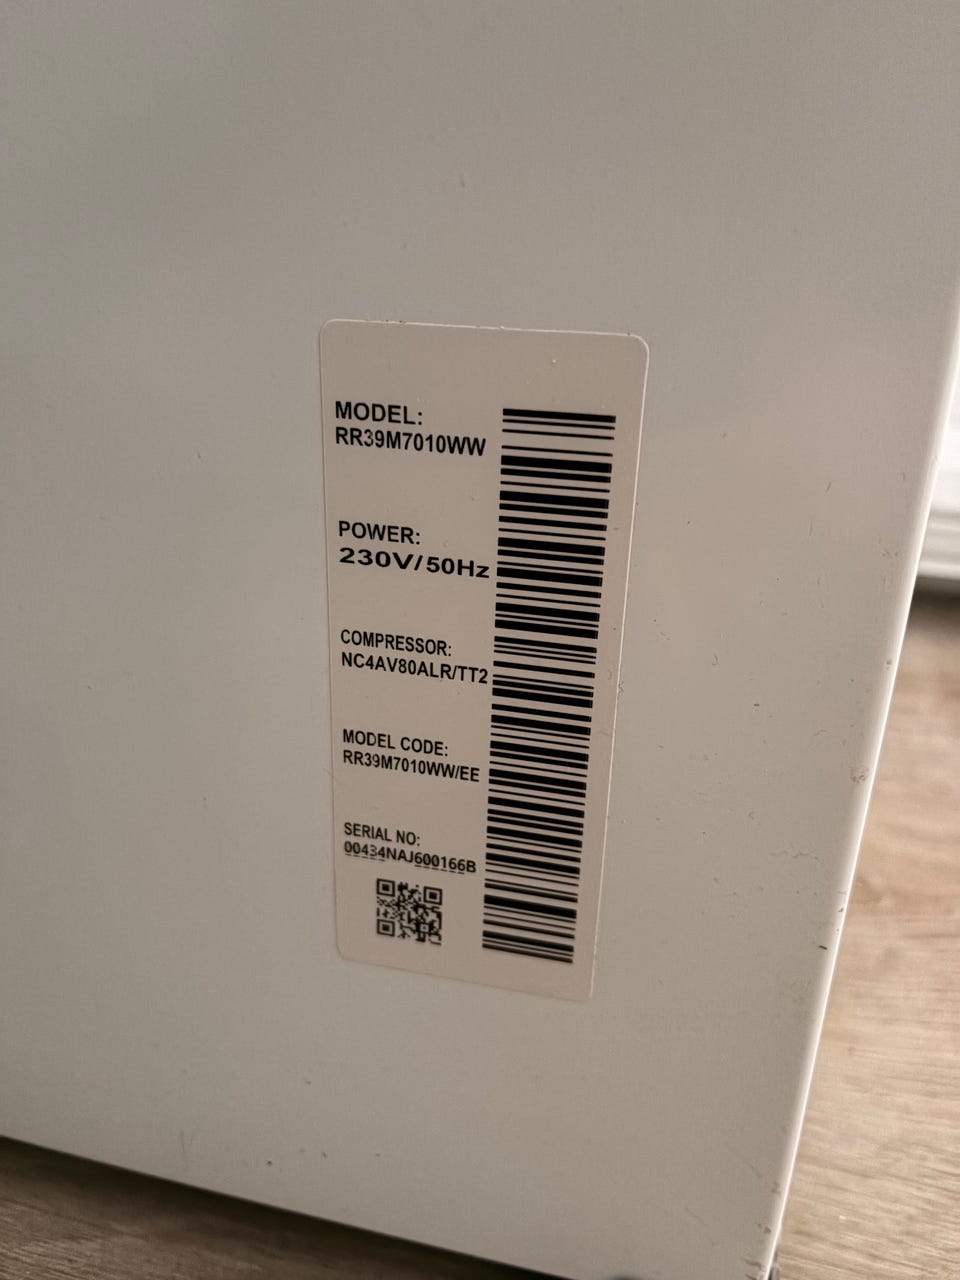 MODEL:
RR39M7010WW
POWER:
230V/50Hz
COMPRESSOR:
NC4AV80ALR/TT2
MODEL CODE:
RR39M7010WW/EE
SERIAL NO:
00434NAJ600166B